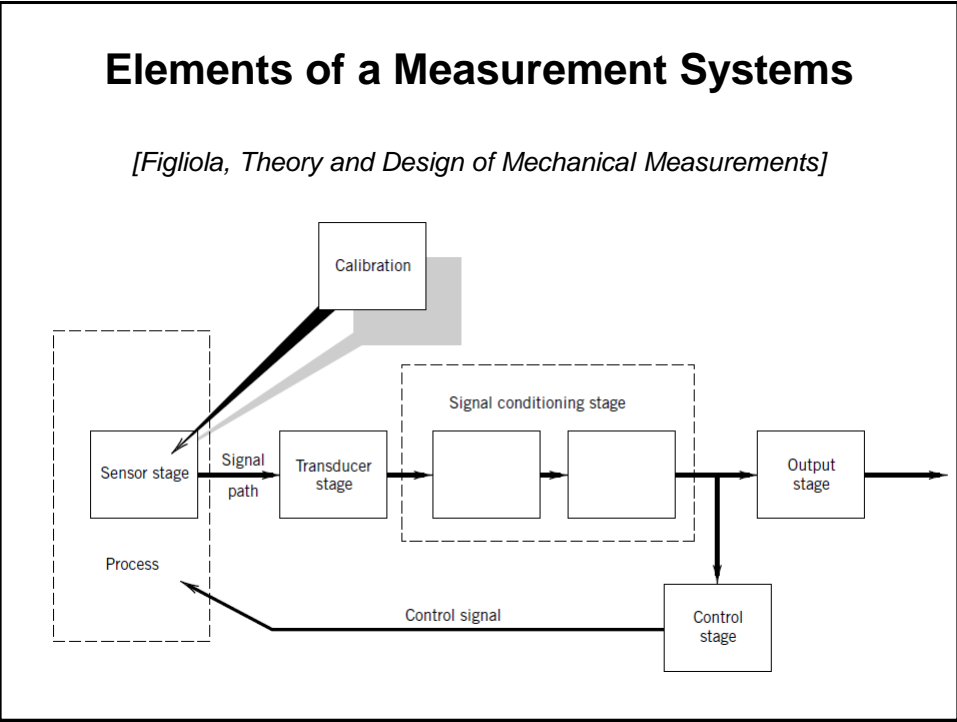 Elements of a Measurement Systems
[Figliola, Theory and Design of Mechanical Measurements]
Calibration
Signal conditioning stage
Sensor stage
Signal
path
Transducer
stage
Output
stage
Process
Control signal
Control
stage